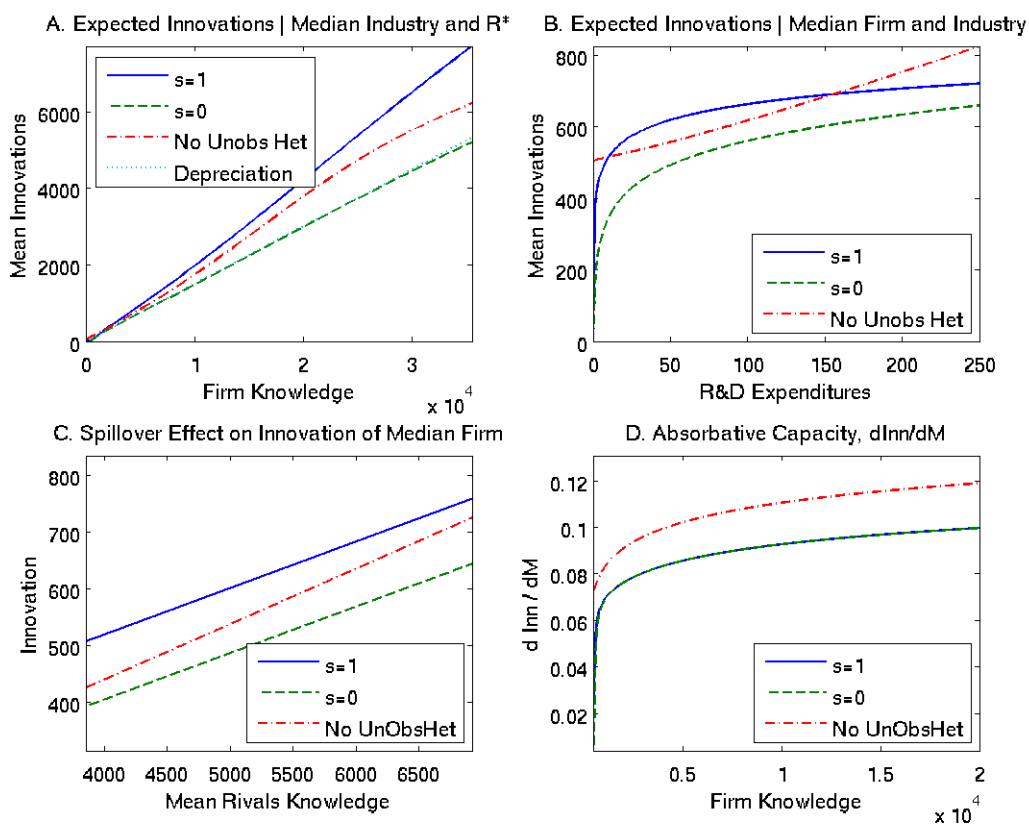 A. Expected Innovations | Median Industry and R*
Mean Innovations
6000
4000
2000
0
s=1
s=0
No Unobs Het
Depreciation
0
1
2
3
Firm Knowledge
x 10^4
B. Expected Innovations | Median Firm and Industry
Mean Innovations
800
600
400
200
0
s=1
s=0
No Unobs Het
0
50
100
150
200
250
R&D Expenditures
C. Spillover Effect on Innovation of Median Firm
Innovation
800
700
600
500
400
s=1
s=0
No UnObsHet
4000
4500
5000
5500
6000
6500
Mean Rivals Knowledge
D. Absorbative Capacity, dInn/dM
d Inn / dM
0.12
0.1
0.08
0.06
0.04
0.02
s=1
s=0
No UnObsHet
0.5
1
1.5
2
Firm Knowledge
x 10^4